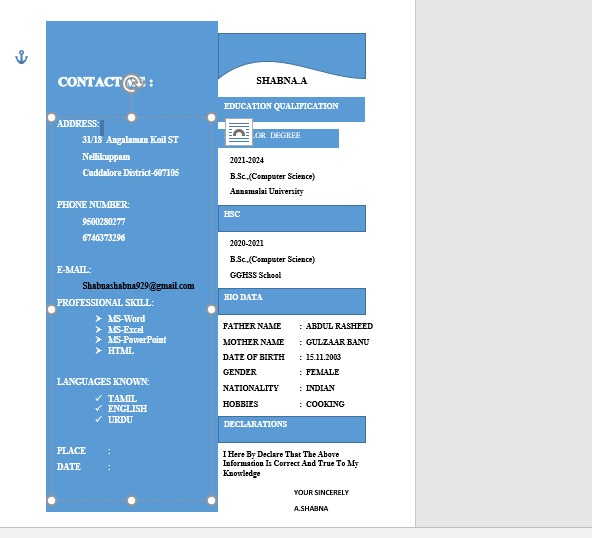 CONTACT
:
ADDRESS:
31/18 Angalaman Koil ST
Nellikuppam
Cuddalore District-607105
PHONE NUMBER:
9500280277
6746373296
E-MAIL:
Shabnashabna929@gmail.com
PROFESSIONAL SKILL:
MS-Word
MS-Excel
MS-PowerPoint
HTML
LANGUAGES KNOWN:
TAMIL
ENGLISH
URDU
PLACE :
DATE :
SHABNA.A
EDUCATION QUALIFICATION
DEGREE
2021-2024
B.Sc.,(Computer Science)
Annamalai University
HSC
2020-2021
B.Sc.,(Computer Science)
GGHSS School
BIO DATA
FATHER NAME : ABDUL RASHEED
MOTHER NAME : GULZAAR BANU
DATE OF BIRTH : 15.11.2003
GENDER : FEMALE
NATIONALITY : INDIAN
HOBBIES : COOKING
DECLARATIONS
I Here By Declare That The Above
Information Is Correct And True To My
Knowledge
YOUR SINCERELY
A.SHABNA